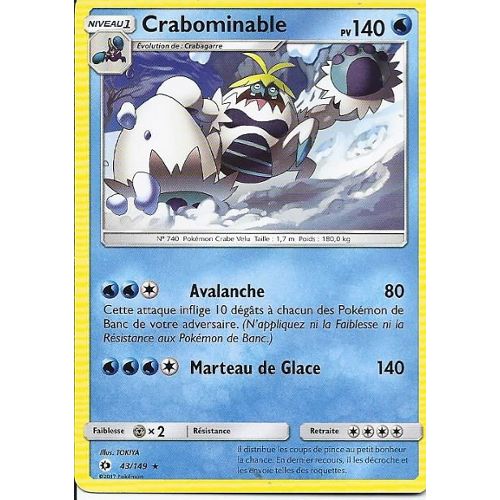 NIVEAU 1
Crabominable
PV 140
Évolution de : Crabagarre
N° 740 Pokémon Crabe Velu Taille : 1,7 m Poids : 180,0 kg
Avalanche 80
Cette attaque inflige 10 dégâts à chacun des Pokémon de
Banc de votre adversaire. (N'appliquez ni la Faiblesse ni la
Résistance aux Pokémon de Banc.)
Marteau de Glace 140
Faiblesse × 2 Résistance Retraite
Illus. TOKIYA
43/149 ★
©2017 Pokémon
Il distribue les coups de pince au petit bonheur
la chance. En dernier recours, il les décroche et
les envoie telles des roquettes.